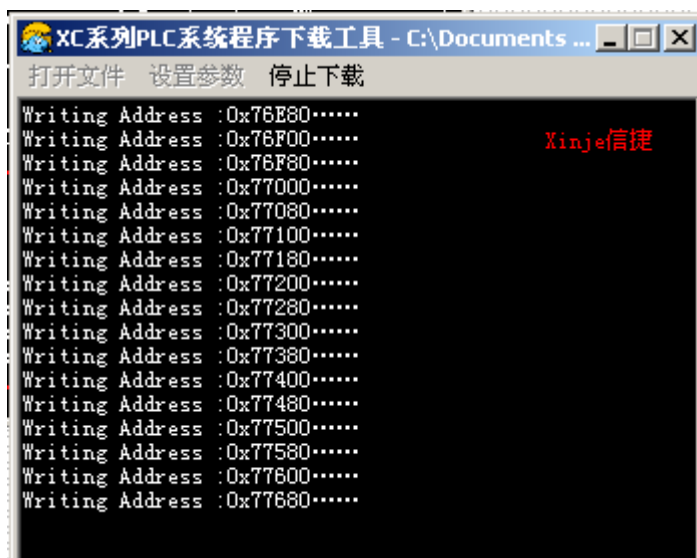 XC系列PLC系统程序下载工具 - C:\Documents ...
打开文件 设置参数 停止下载
Writing Address :0x76E80······
Writing Address :0x76F00······
Xinje信捷
Writing Address :0x76F80······
Writing Address :0x77000······
Writing Address :0x77080······
Writing Address :0x77100······
Writing Address :0x77180······
Writing Address :0x77200······
Writing Address :0x77280······
Writing Address :0x77300······
Writing Address :0x77380······
Writing Address :0x77400······
Writing Address :0x77480······
Writing Address :0x77500······
Writing Address :0x77580······
Writing Address :0x77600······
Writing Address :0x77680······